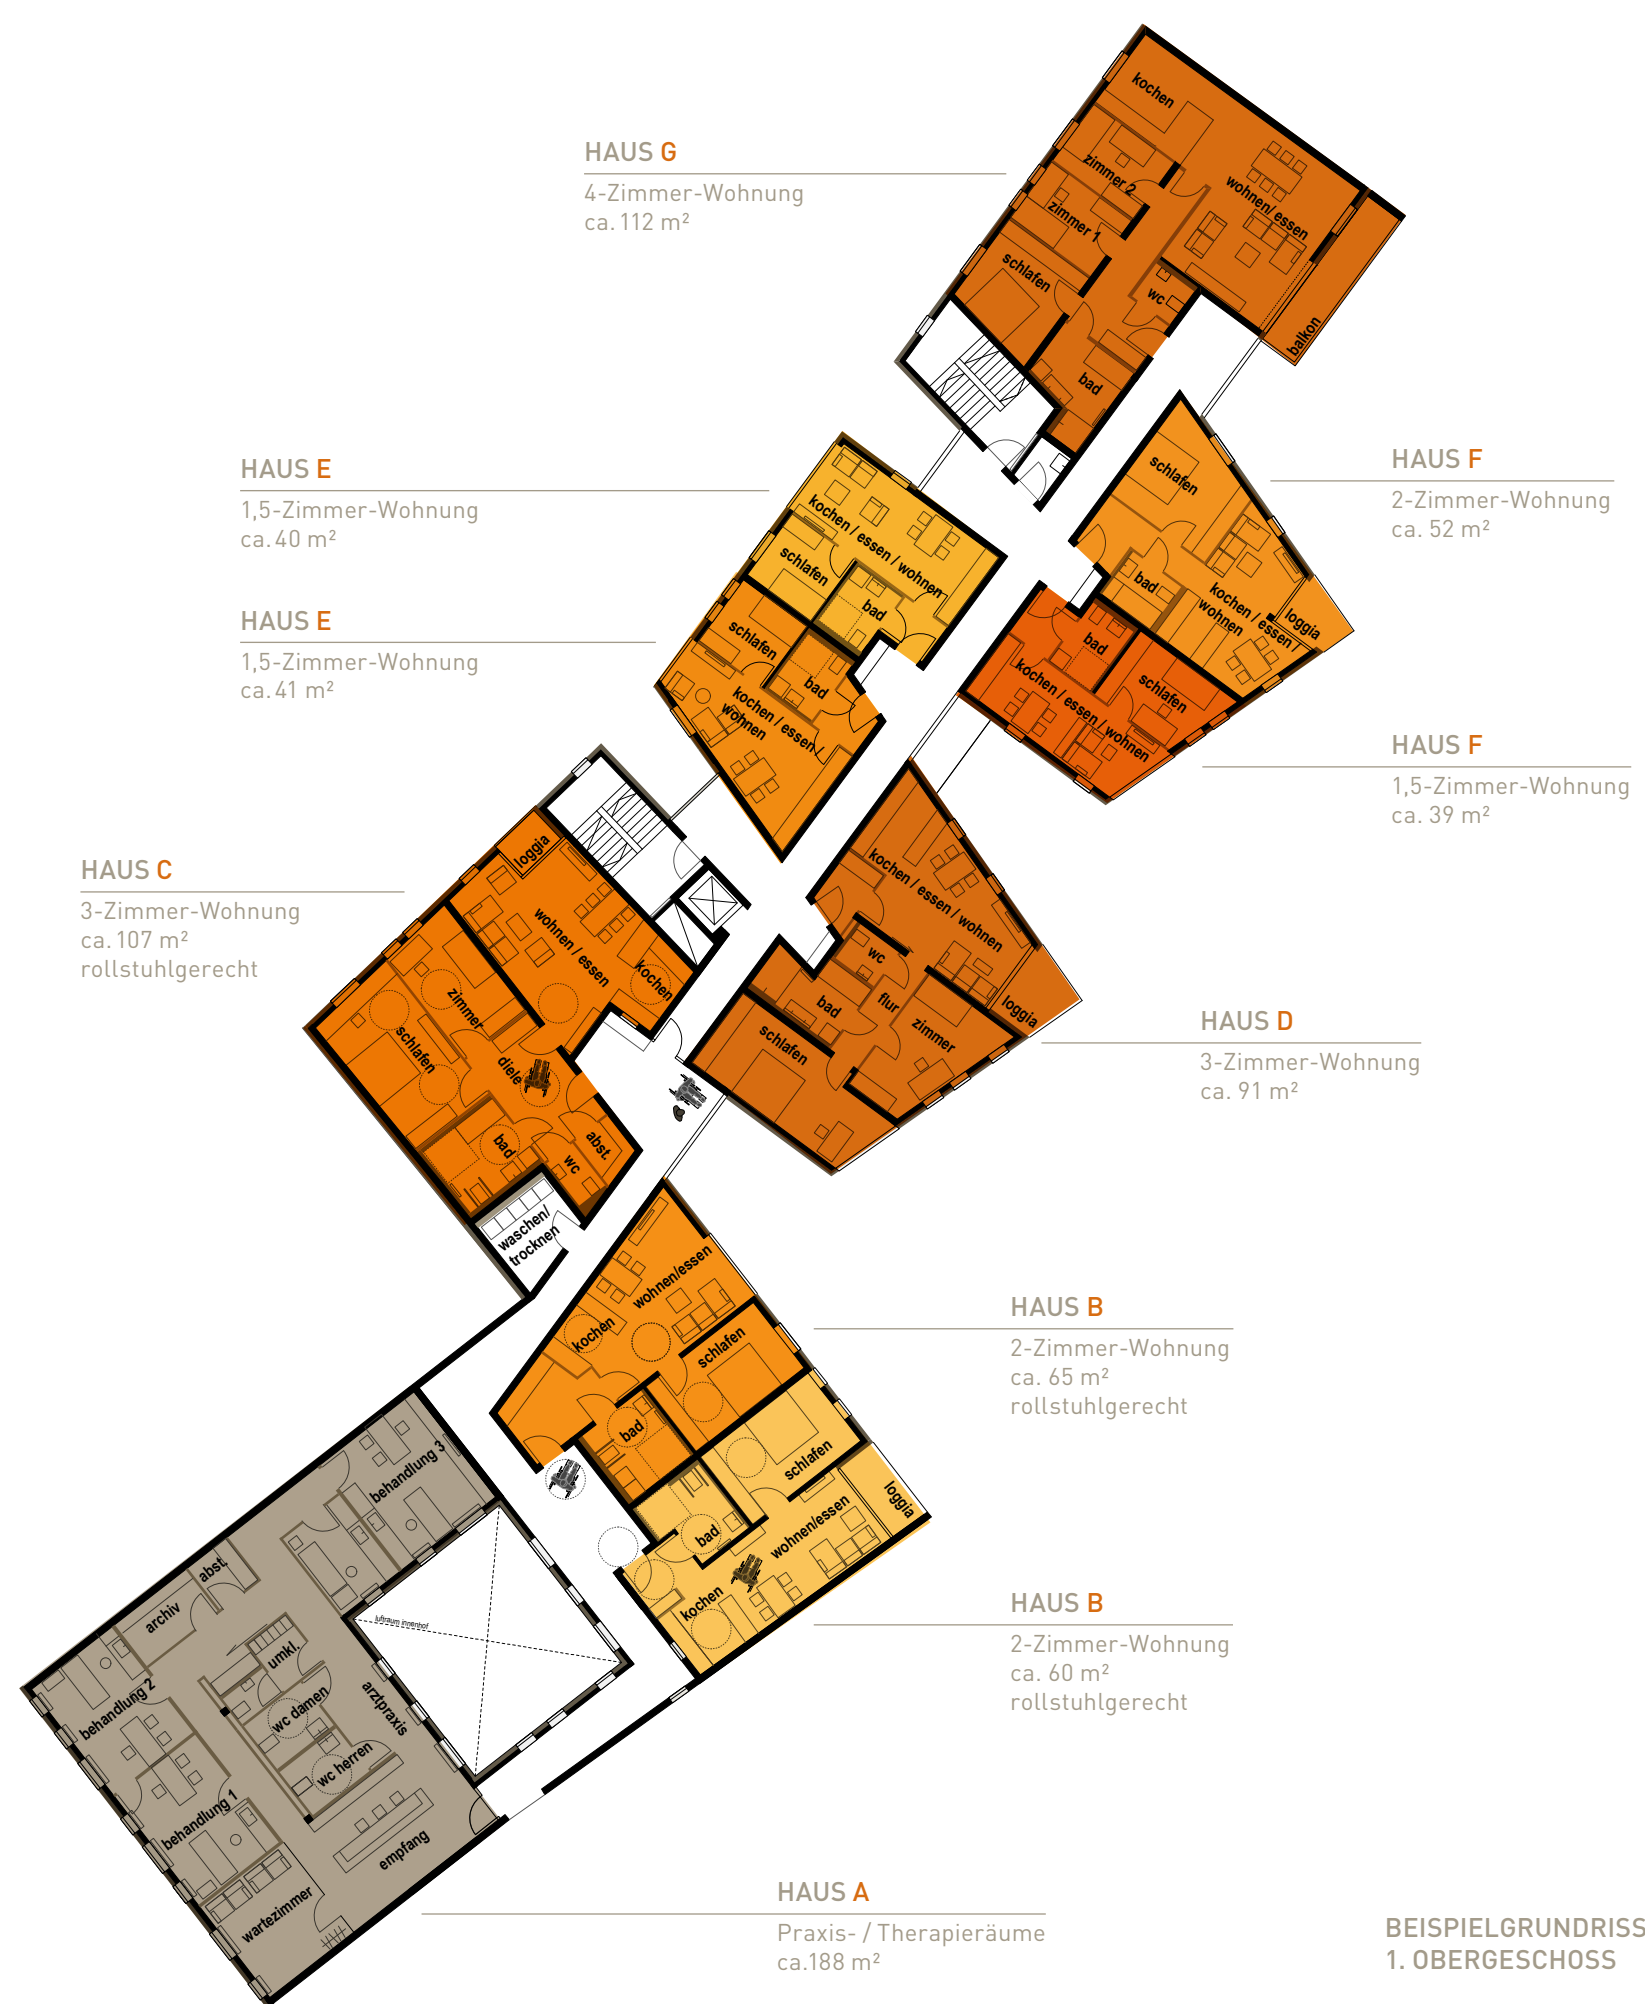 HAUS G
4-Zimmer-Wohnung
ca. 112 m²
kochen
zimmer 2
zimmer 1
schlafen
wohnen/ essen
wc
bad
balkon
HAUS E
1,5-Zimmer-Wohnung
ca. 40 m²
kochen / essen / wohnen
schlafen
bad
HAUS F
2-Zimmer-Wohnung
ca. 52 m²
schlafen
bad
kochen / essen /
wohnen
loggia
HAUS E
1,5-Zimmer-Wohnung
ca. 41 m²
schlafen
bad
kochen / essen /
wohnen
HAUS F
1,5-Zimmer-Wohnung
ca. 39 m²
bad
schlafen
kochen / essen / wohnen
HAUS C
3-Zimmer-Wohnung
ca. 107 m²
rollstuhlgerecht
loggia
wohnen / essen
kochen
zimmer
schlafen
diele
bad
wc
abst.
waschen/
trocknen
HAUS D
3-Zimmer-Wohnung
ca. 91 m²
kochen / essen / wohnen
wc
bad
flur
zimmer
schlafen
loggia
HAUS B
2-Zimmer-Wohnung
ca. 65 m²
rollstuhlgerecht
wohnen/essen
kochen
schlafen
bad
HAUS B
2-Zimmer-Wohnung
ca. 60 m²
rollstuhlgerecht
schlafen
wohnen/essen
loggia
bad
kochen
behandlung 3
abst.
archiv
umkl.
luftraum innenhof
behandlung 2
wc damen
arztpraxis
wc herren
behandlung 1
empfang
wartezimmer
HAUS A
Praxis- / Therapieräume
ca.188 m²
BEISPIELGRUNDRISS
1. OBERGESCHOSS